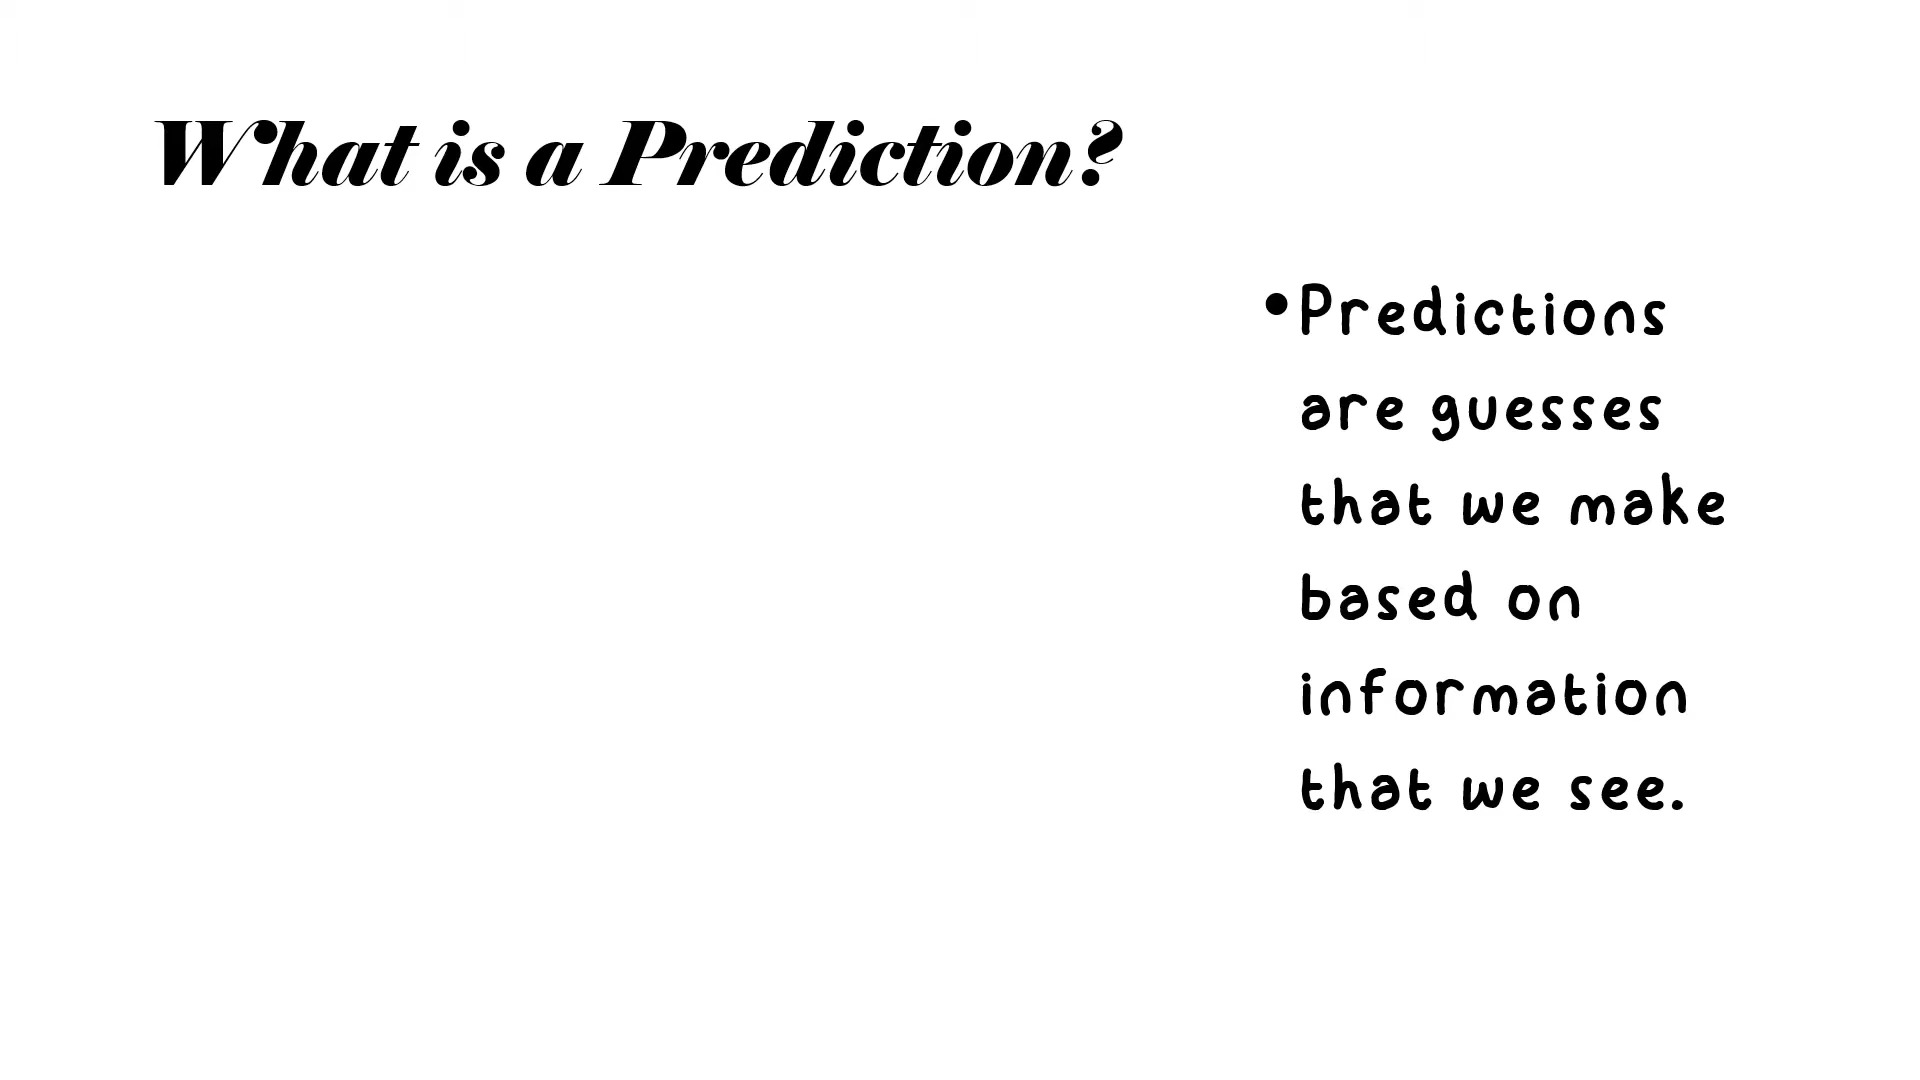 What is a Prediction?
•Predictions
are guesses
that we make
based on
information
that we see.